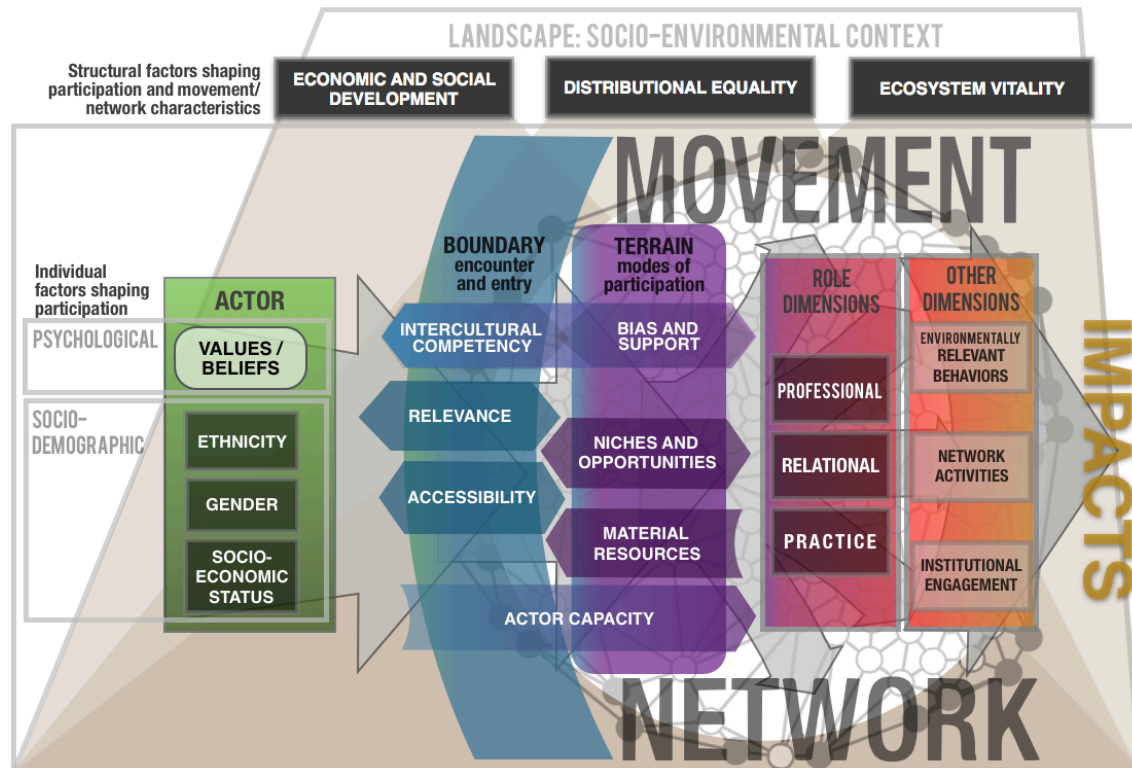 LANDSCAPE: SOCIO-ENVIRONMENTAL CONTEXT
Structural factors shaping
participation and movement/
network characteristics
ECONOMIC AND SOCIAL
DEVELOPMENT
DISTRIBUTIONAL EQUALITY
ECOSYSTEM VITALITY
MOVEMENT
Individual
factors shaping
participation
PSYCHOLOGICAL
SOCIO-
DEMOGRAPHIC
ACTOR
VALUES /
BELIEFS
ETHNICITY
GENDER
SOCIO-
ECONOMIC
STATUS
BOUNDARY
encounter
and entry
INTERCULTURAL
COMPETENCY
RELEVANCE
ACCESSIBILITY
ACTOR CAPACITY
TERRAIN
modes of
participation
BIAS AND
SUPPORT
NICHES AND
OPPORTUNITIES
MATERIAL
RESOURCES
ROLE
DIMENSIONS
PROFESSIONAL
RELATIONAL
PRACTICE
OTHER
DIMENSIONS
ENVIRONMENTALLY
RELEVANT
BEHAVIORS
NETWORK
ACTIVITIES
INSTITUTIONAL
ENGAGEMENT
IMPACTS
NETWORK